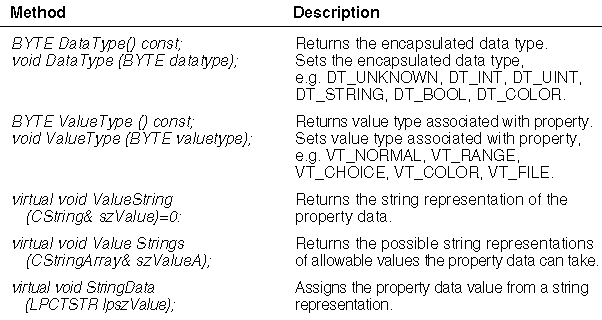 Method Description
BYTE DataType() const; Returns the encapsulated data type.
void DataType (BYTE datatype); Sets the encapsulated data type,
e.g. DT_UNKNOWN, DT_INT, DT_UINT,
DT_STRING, DT_BOOL, DT_COLOR.
BYTE ValueType () const; Returns value type associated with property.
void ValueType (BYTE valuetype); Sets value type associated with property,
e.g. VT_NORMAL, VT_RANGE,
VT_CHOICE, VT_COLOR, VT_FILE.
virtual void ValueString Returns the string representation of the
(CString& szValue)=0: property data.
virtual void Value Strings Returns the possible string representations
(CStringArray& szValueA); of allowable values the property data can take.
virtual void StringData Assigns the property data value from a string
(LPCTSTR lpszValue); representation.